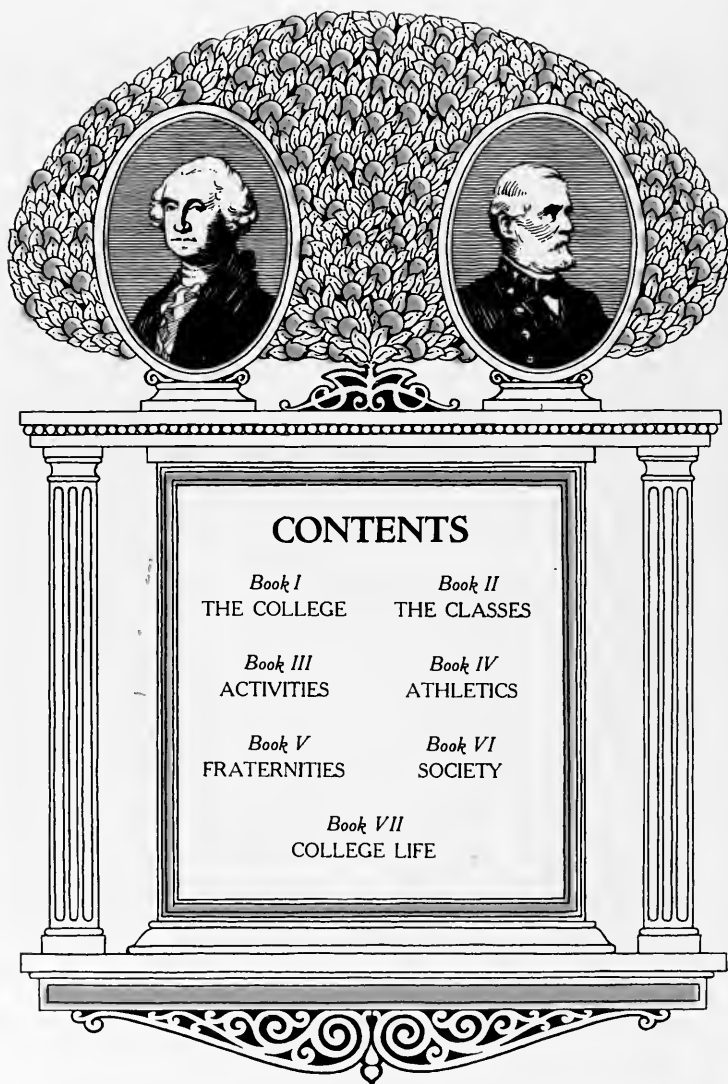 CONTENTS
Book I
THE COLLEGE
Book II
THE CLASSES
Book III
ACTIVITIES
Book IV
ATHLETICS
Book V
FRATERNITIES
Book VI
SOCIETY
Book VII
COLLEGE LIFE